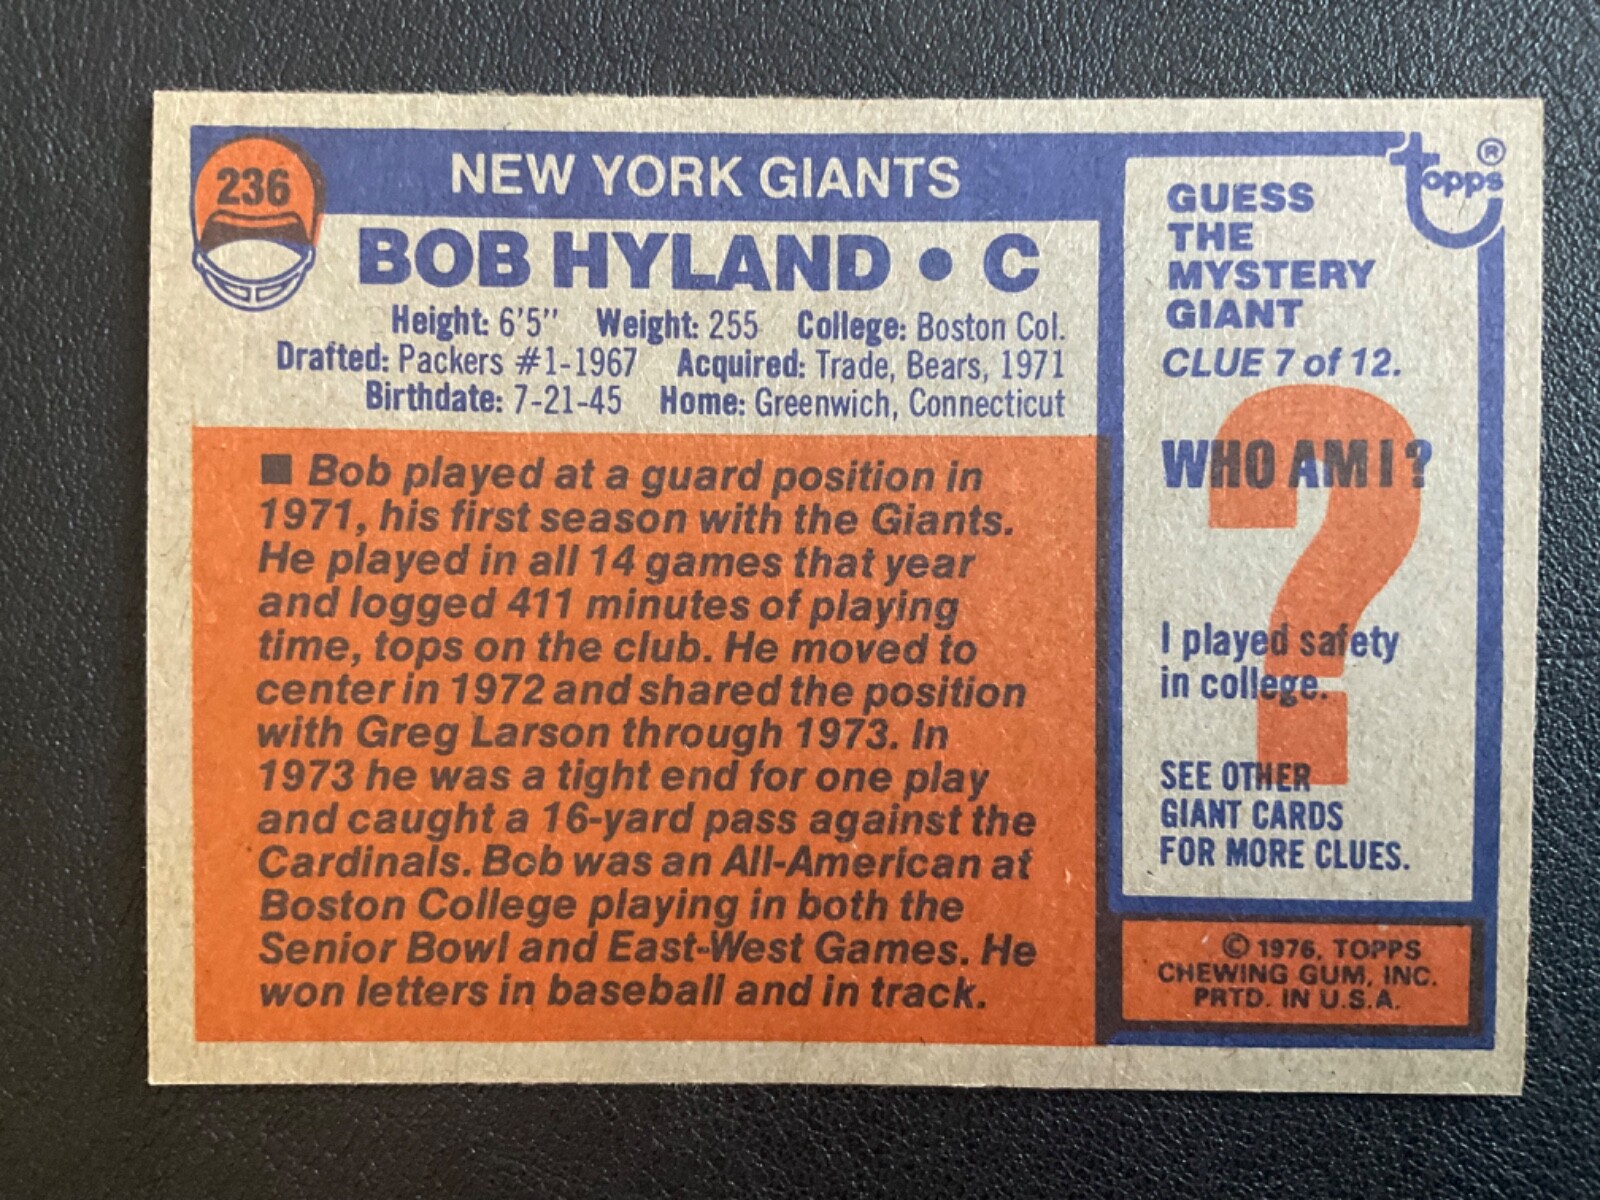 236
NEW YORK GIANTS
BOB HYLAND • C
Height: 6'5" Weight: 255 College: Boston Col.
Drafted: Packers #1-1967 Acquired: Trade, Bears, 1971
Birthdate: 7-21-45 Home: Greenwich, Connecticut
■ Bob played at a guard position in
1971, his first season with the Giants.
He played in all 14 games that year
and logged 411 minutes of playing
time, tops on the club. He moved to
center in 1972 and shared the position
with Greg Larson through 1973. In
1973 he was a tight end for one play
and caught a 16-yard pass against the
Cardinals. Bob was an All-American at
Boston College playing in both the
Senior Bowl and East-West Games. He
won letters in baseball and in track.
topps®
GUESS
THE
MYSTERY
GIANT
CLUE 7 of 12.
WHO AM I?
?
I played safety
in college.
SEE OTHER
GIANT CARDS
FOR MORE CLUES.
© 1976, TOPPS
CHEWING GUM, INC.
PRTD. IN U.S.A.